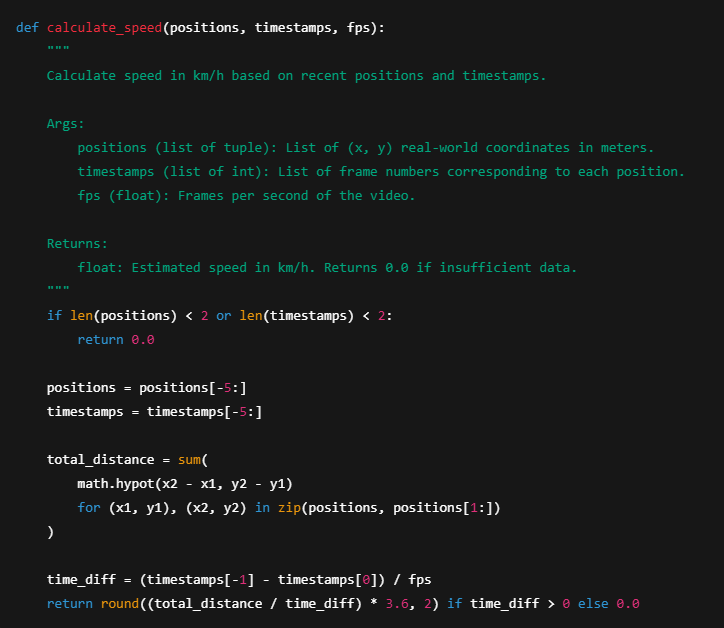 def calculate_speed(positions, timestamps, fps):
    """
    Calculate speed in km/h based on recent positions and timestamps.

    Args:
        positions (list of tuple): List of (x, y) real-world coordinates in meters.
        timestamps (list of int): List of frame numbers corresponding to each position.
        fps (float): Frames per second of the video.

    Returns:
        float: Estimated speed in km/h. Returns 0.0 if insufficient data.
    """
    if len(positions) < 2 or len(timestamps) < 2:
        return 0.0

    positions = positions[-5:]
    timestamps = timestamps[-5:]

    total_distance = sum(
        math.hypot(x2 - x1, y2 - y1)
        for (x1, y1), (x2, y2) in zip(positions, positions[1:])
    )

    time_diff = (timestamps[-1] - timestamps[0]) / fps
    return round((total_distance / time_diff) * 3.6, 2) if time_diff > 0 else 0.0